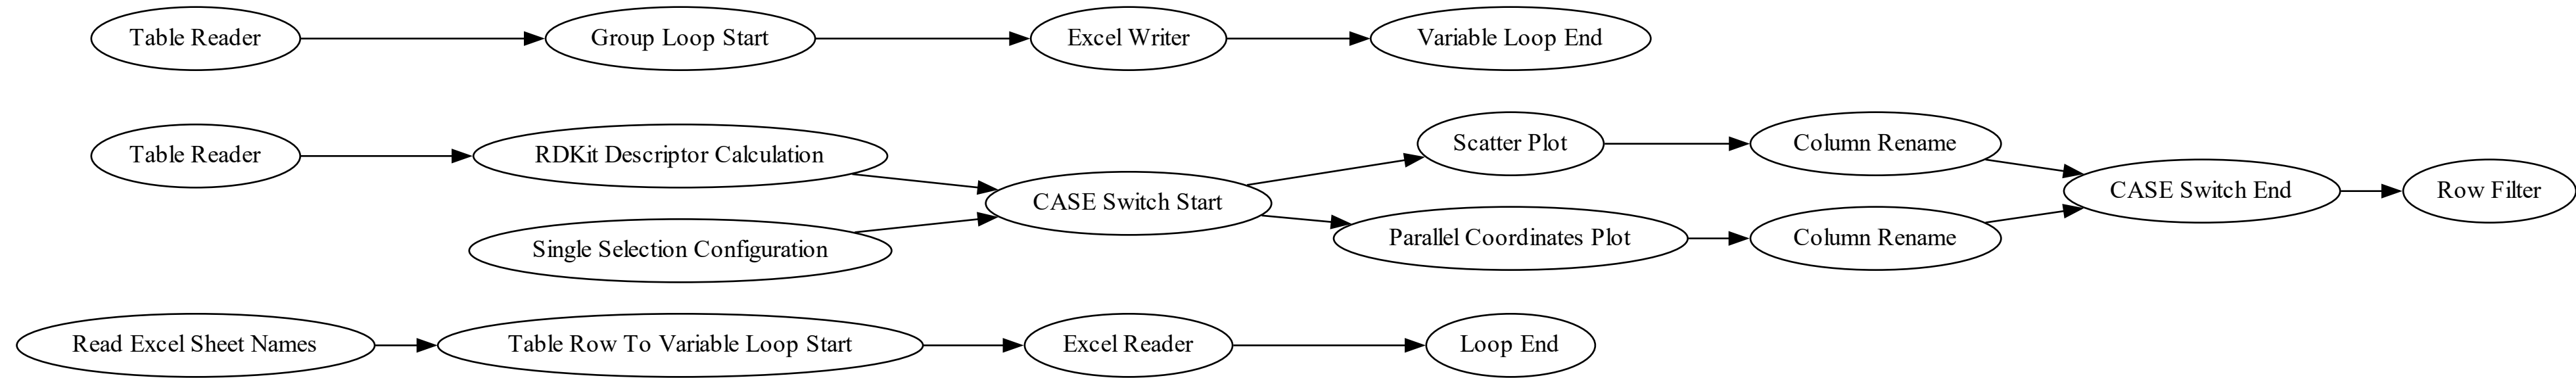 Table Reader
Group Loop Start
Excel Writer
Variable Loop End
Table Reader
RDKit Descriptor Calculation
Single Selection Configuration
CASE Switch Start
Scatter Plot
Column Rename
Parallel Coordinates Plot
Column Rename
CASE Switch End
Row Filter
Read Excel Sheet Names
Table Row To Variable Loop Start
Excel Reader
Loop End